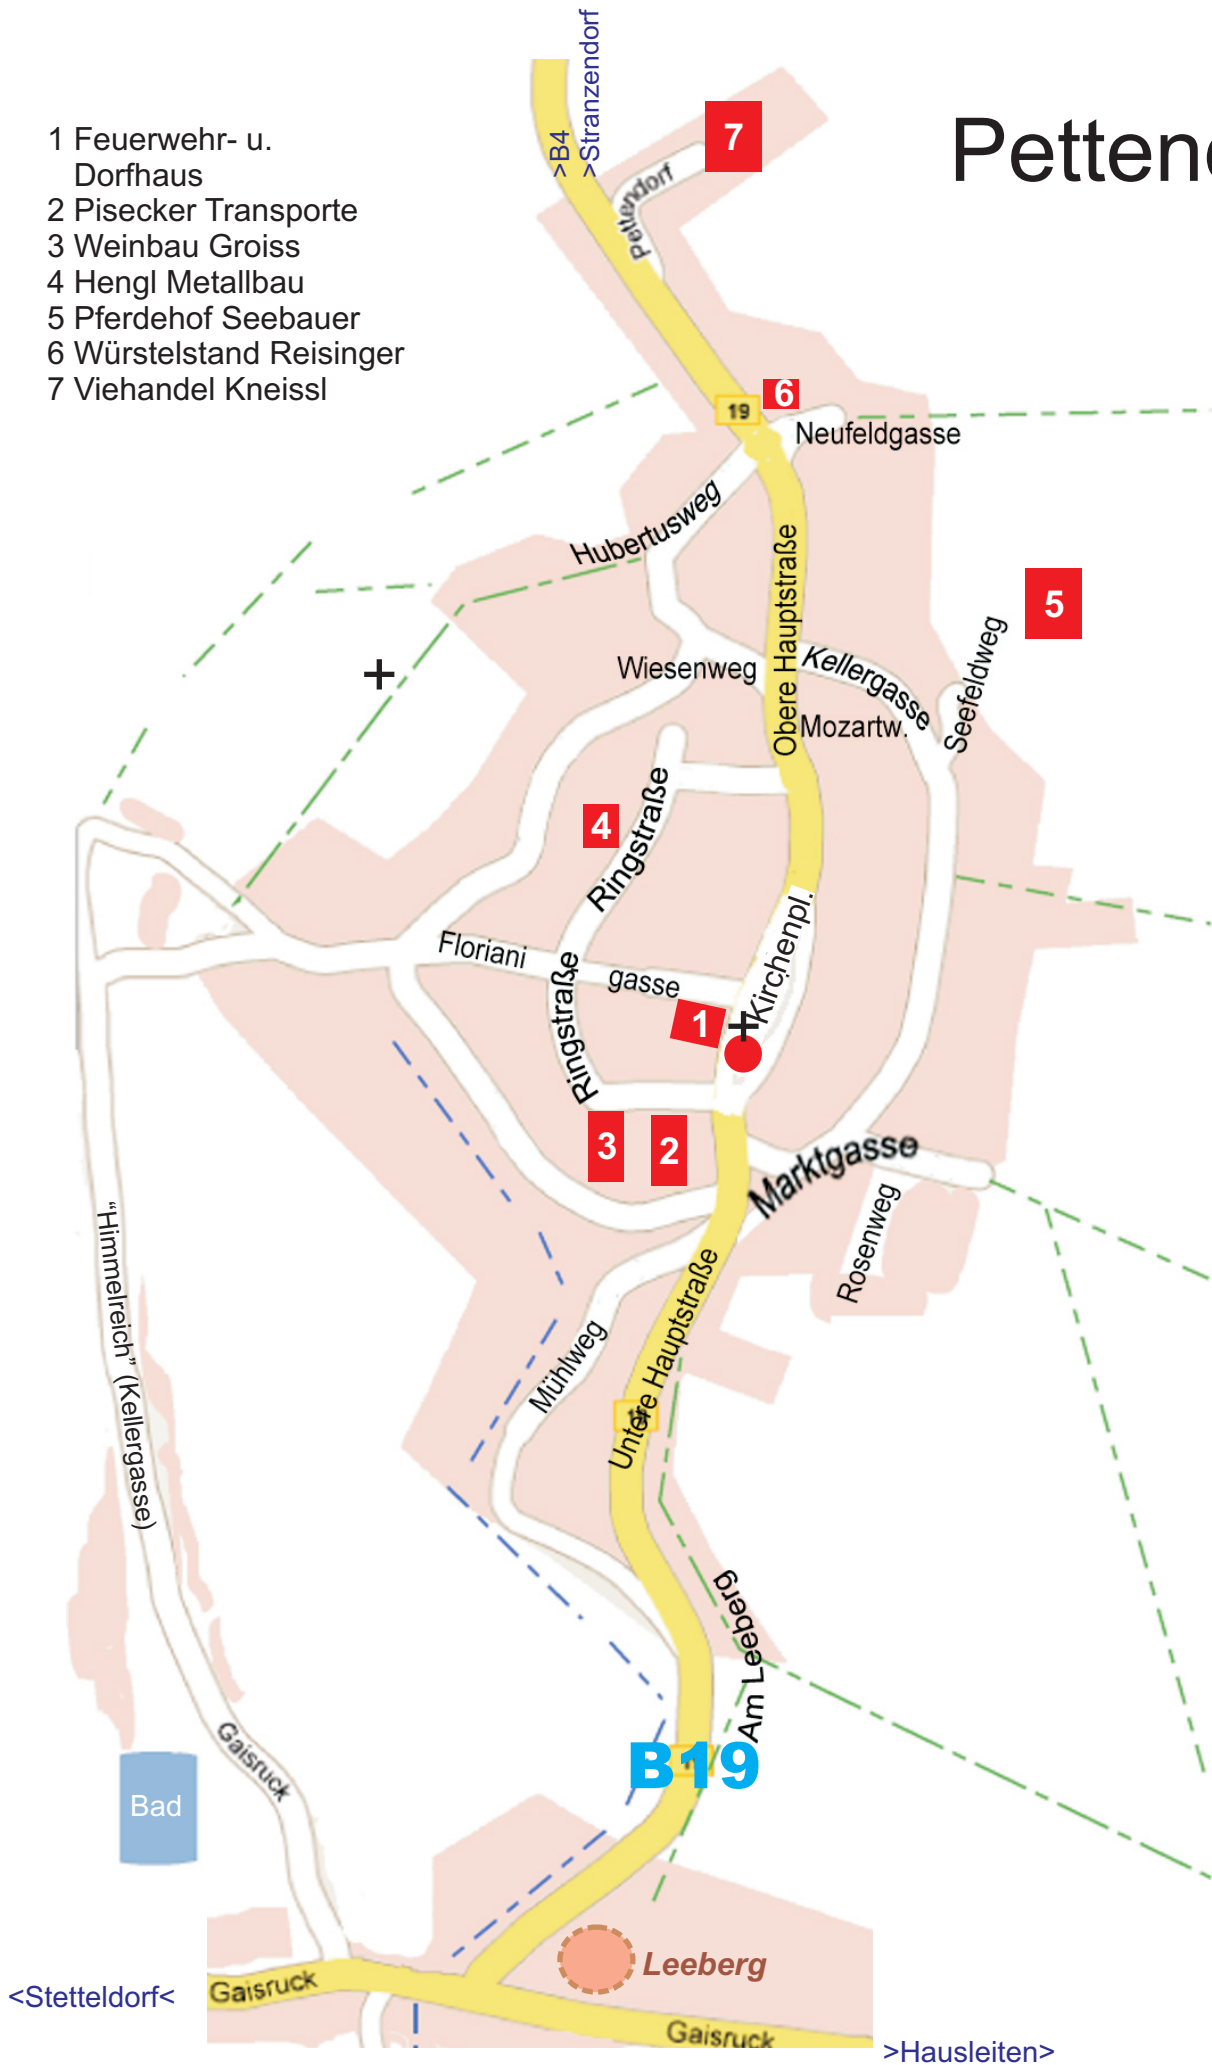 >B4
>Stranzendorf
1 Feuerwehr- u.
Dorfhaus
2 Pisecker Transporte
3 Weinbau Groiss
4 Hengl Metallbau
5 Pferdehof Seebauer
6 Würstelstand Reisinger
7 Viehandel Kneissl
7
Pettendorf
6
19
Neufeldgasse
Hubertusweg
Obere Hauptstraße
5
Seefeldweg
Wiesenweg
Kellergasse
Mozartw.
4
Ringstraße
Kirchenpl.
Floriani
gasse
Ringstraße
1
3
2
Marktgasse
Rosenweg
"Himmelreich" (Kellergasse)
Mühlweg
Untere Hauptstraße
Am Leeberg
B19
Gaisruck
Bad
Leeberg
<Stetteldorf<
Gaisruck
Gaisruck
>Hausleiten>